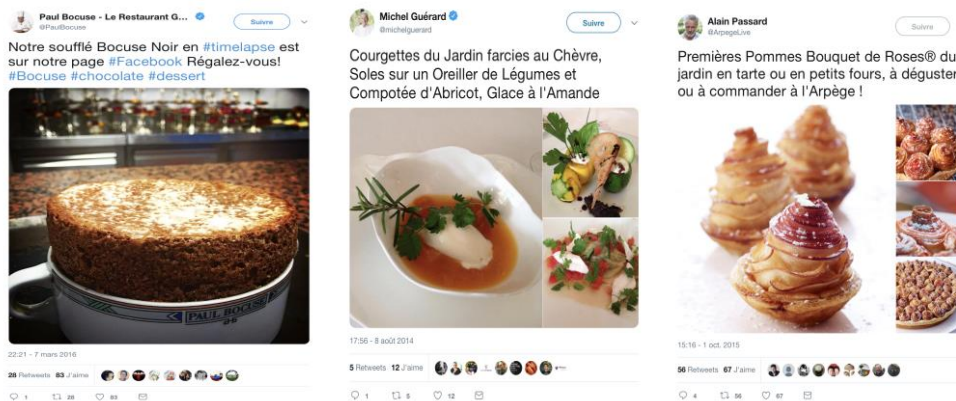 Paul Bocuse - Le Restaurant G...
@PaulBocuse
Suivre
Notre soufflé Bocuse Noir en #timelapse est
sur notre page #Facebook Régalez-vous!
#Bocuse #chocolate #dessert
PAUL BOCUSE
22:21 - 7 mars 2016
28 Retweets 83 J'aime
1 28 83
Michel Guérard
@michelguerard
Suivre
Courgettes du Jardin farcies au Chèvre,
Soles sur un Oreiller de Légumes et
Compotée d'Abricot, Glace à l'Amande
17:56 - 8 août 2014
5 Retweets 12 J'aime
1 5 12
Alain Passard
@ArpegeLive
Suivre
Premières Pommes Bouquet de Roses® du
jardin en tarte ou en petits fours, à déguster
ou à commander à l'Arpège !
15:16 - 1 oct. 2015
56 Retweets 67 J'aime
4 56 67